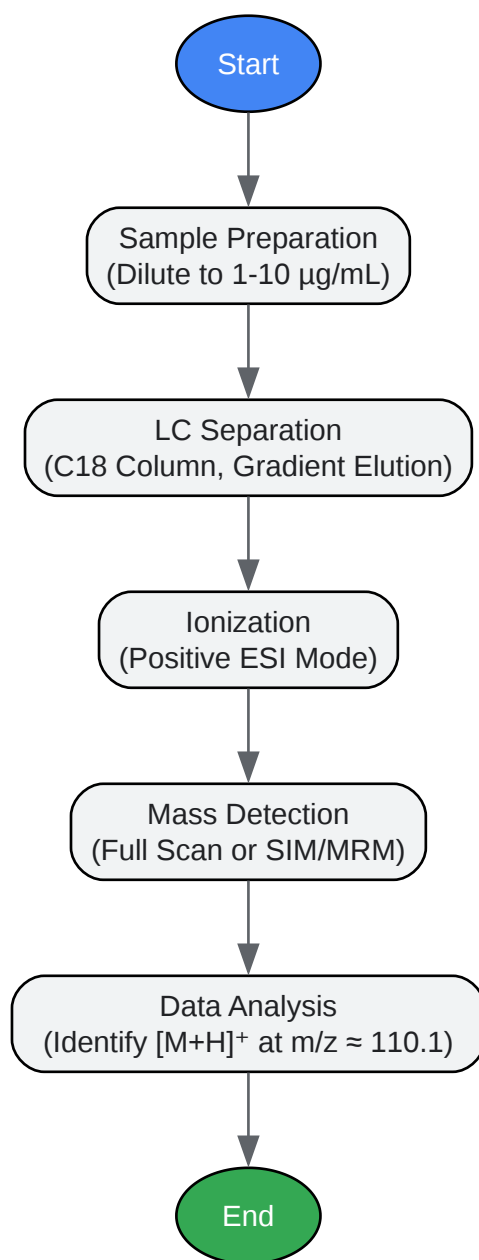 Start
Sample Preparation
(Dilute to 1-10 µg/mL)
LC Separation
(C18 Column, Gradient Elution)
Ionization
(Positive ESI Mode)
Mass Detection
(Full Scan or SIM/MRM)
Data Analysis
(Identify [M+H]⁺ at m/z ≈ 110.1)
End